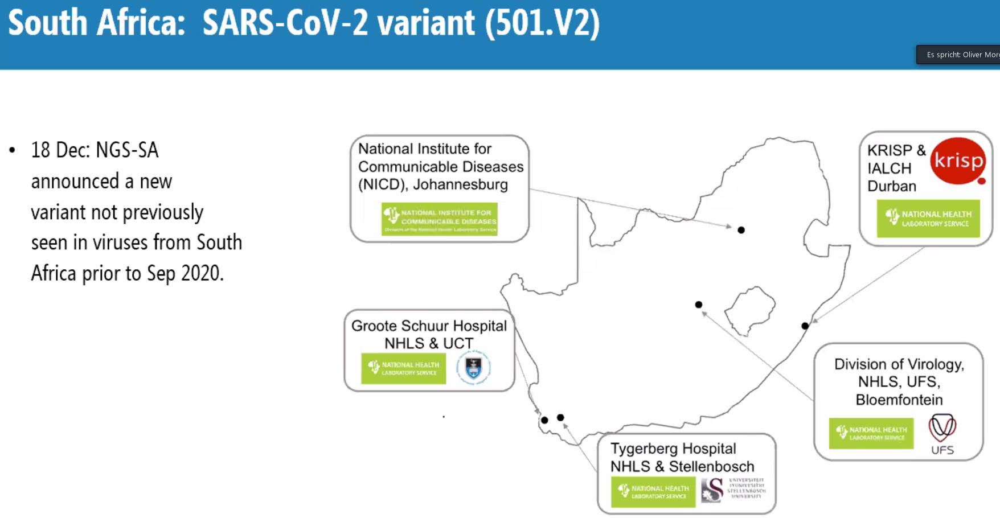 South Africa: SARS-CoV-2 variant (501.V2)
Es spricht: Oliver
• 18 Dec: NGS-SA
announced a new
variant not previously
seen in viruses from South
Africa prior to Sep 2020.
National Institute for
Communicable Diseases
(NICD), Johannesburg
NATIONAL INSTITUTE FOR
COMMUNICABLE DISEASES
Division of the National Health Laboratory Service
KRISP &
IALCH
Durban
krisp
NATIONAL HEALTH
LABORATORY SERVICE
Groote Schuur Hospital
NHLS & UCT
NATIONAL HEALTH
LABORATORY SERVICE
Division of Virology,
NHLS, UFS,
Bloemfontein
NATIONAL HEALTH
LABORATORY SERVICE
UFS
Tygerberg Hospital
NHLS & Stellenbosch
NATIONAL HEALTH
LABORATORY SERVICE
UNIVERSITEIT
IYUNIVESITHI
STELLENBOSCH
UNIVERSITY